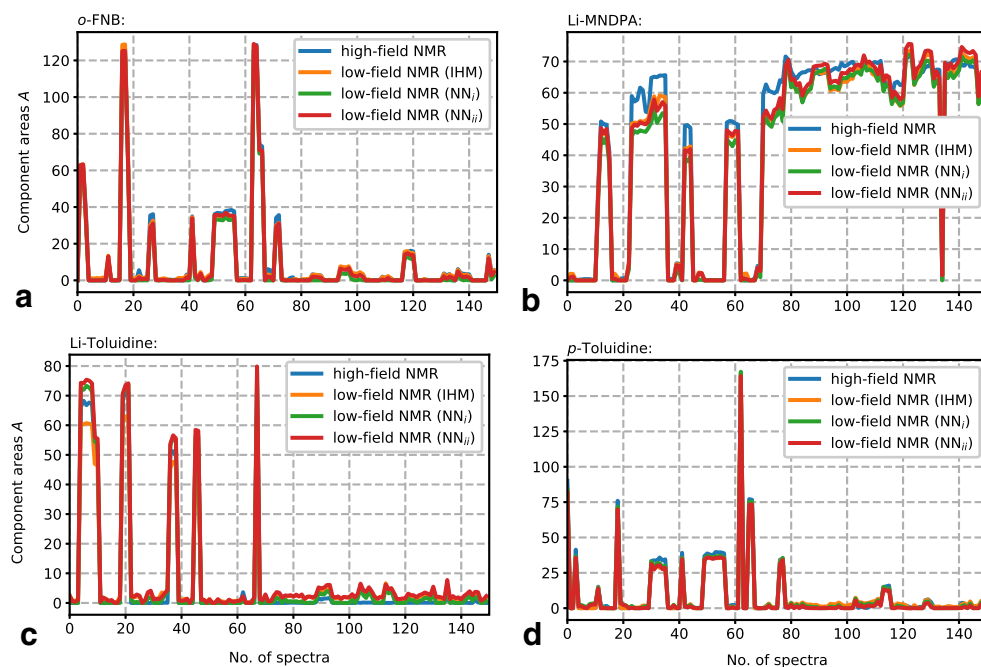 o-FNB:
Component areas A
120
100
80
60
40
20
0
0 20 40 60 80 100 120 140
high-field NMR
low-field NMR (IHM)
low-field NMR (NNi)
low-field NMR (NNii)
a
Li-MNDPA:
70
60
50
40
30
20
10
0
0 20 40 60 80 100 120 140
high-field NMR
low-field NMR (IHM)
low-field NMR (NNi)
low-field NMR (NNii)
b
Li-Toluidine:
Component areas A
80
70
60
50
40
30
20
10
0
0 20 40 60 80 100 120 140
No. of spectra
high-field NMR
low-field NMR (IHM)
low-field NMR (NNi)
low-field NMR (NNii)
c
p-Toluidine:
175
150
125
100
75
50
25
0
0 20 40 60 80 100 120 140
No. of spectra
high-field NMR
low-field NMR (IHM)
low-field NMR (NNi)
low-field NMR (NNii)
d